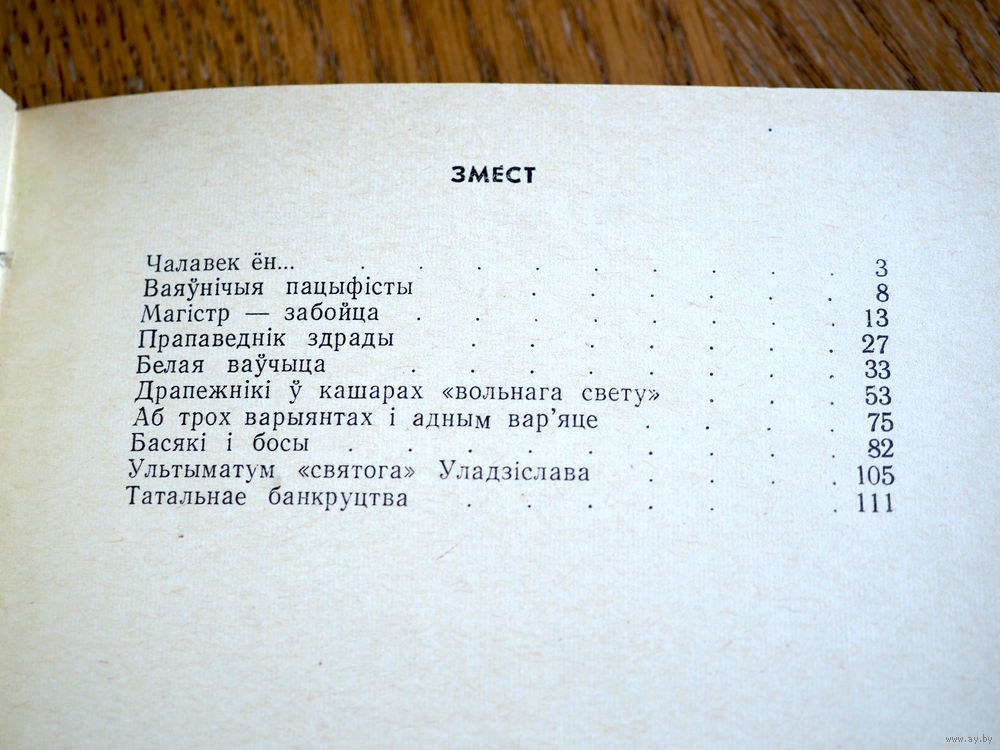 ЗМЕСТ
Чалавек ён... . . . . . . . . . 3
Ваяўнічыя пацыфісты . . . . . . 8
Магістр — забойца . . . . . . . . 13
Прапаведнік здрады . . . . . . . 27
Белая ваўчыца . . . . . . . . 33
Драпежнікі ў кашарах «вольнага свету» . . . 53
Аб трох варыянтах і адным вар’яце . . . . 75
Басякі і босы . . . . . . . . . 82
Ультыматум «святога» Уладзіслава . . . . 105
Татальнае банкруцтва . . . . . . 111
www.ay.by